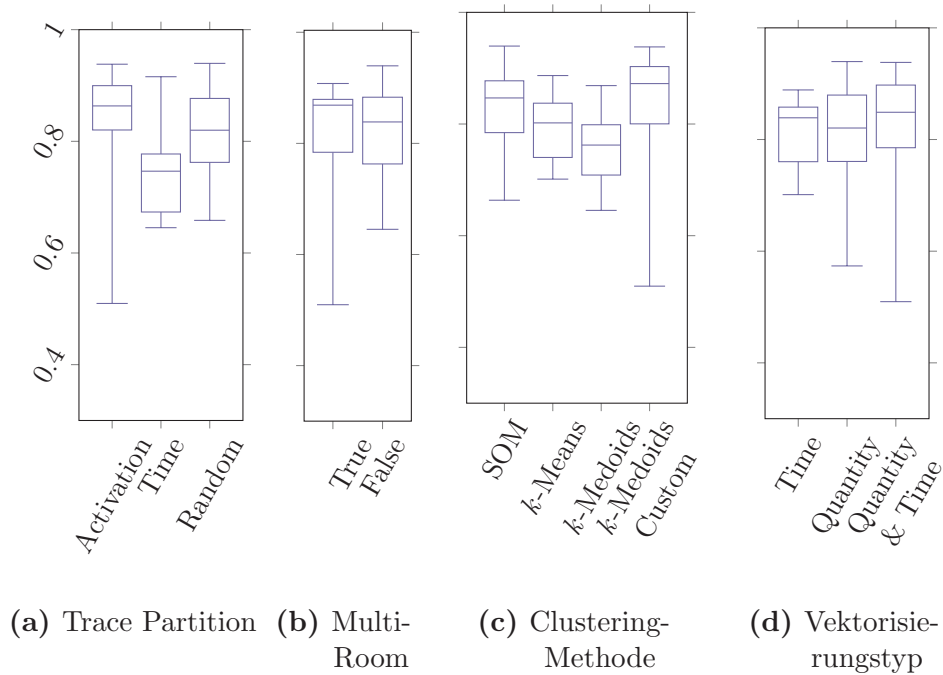 1
0.8
0.6
0.4
Activation
Time
Random
True
False
SOM
k-Means
k-Medoids
k-Medoids
Custom
Time
Quantity
Quantity
& Time
(a) Trace Partition
(b) Multi-
Room
(c) Clustering-
Methode
(d) Vektorisie-
rungstyp